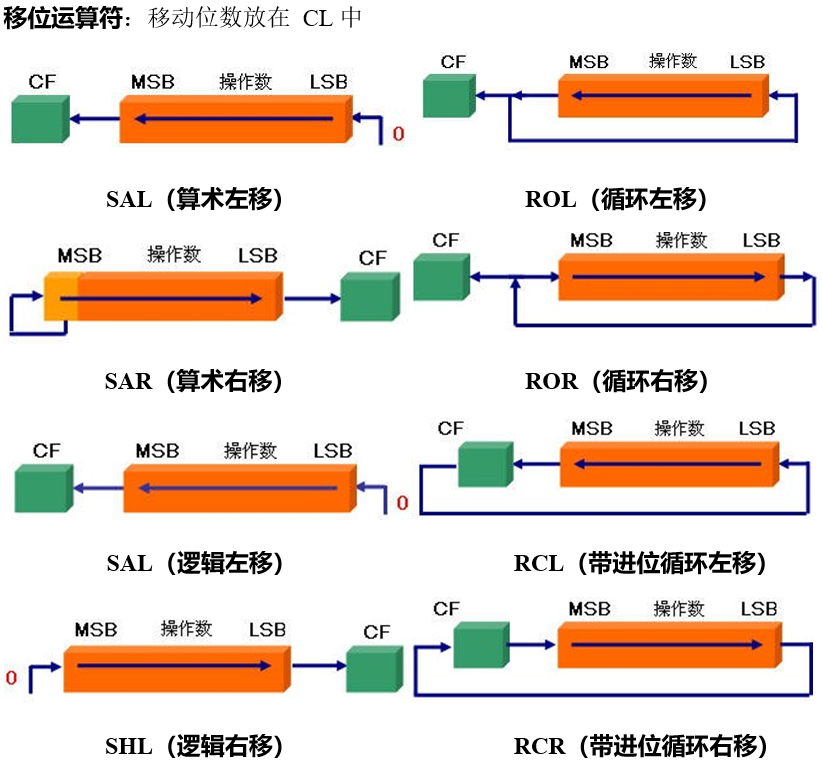 移位运算符：移动位数放在 CL 中
CF MSB 操作数 LSB
0
SAL（算术左移）
CF MSB 操作数 LSB
ROL（循环左移）
MSB 操作数 LSB CF
SAR（算术右移）
CF MSB 操作数 LSB
ROR（循环右移）
CF MSB 操作数 LSB
0
SAL（逻辑左移）
CF MSB 操作数 LSB
RCL（带进位循环左移）
MSB 操作数 LSB CF
0
SHL（逻辑右移）
CF MSB 操作数 LSB
RCR（带进位循环右移）